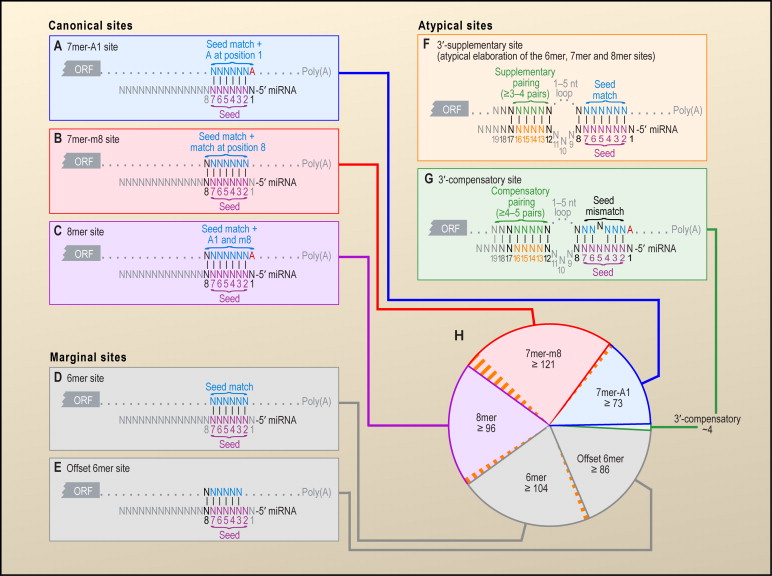 Canonical sites
A 7mer-A1 site
Seed match +
A at position 1
ORF NNNNNNA Poly(A)
NNNNNNNNNNNNNNNNNNNN-5′ miRNA
8 7 6 5 4 3 2 1
Seed
B 7mer-m8 site
Seed match +
match at position 8
ORF NNNNNNN Poly(A)
NNNNNNNNNNNNNNNNNNNN-5′ miRNA
8 7 6 5 4 3 2 1
Seed
C 8mer site
Seed match +
A1 and m8
ORF NNNNNNNA Poly(A)
NNNNNNNNNNNNNNNNNNNN-5′ miRNA
8 7 6 5 4 3 2 1
Seed
Marginal sites
D 6mer site
Seed match
ORF NNNNNN Poly(A)
NNNNNNNNNNNNNNNNNNNN-5′ miRNA
8 7 6 5 4 3 2 1
Seed
E Offset 6mer site
ORF NNNNNN Poly(A)
NNNNNNNNNNNNNNNNNNNN-5′ miRNA
8 7 6 5 4 3 2 1
Seed
Atypical sites
F 3′-supplementary site
(atypical elaboration of the 6mer, 7mer and 8mer sites)
Supplementary
pairing
(≥3–4 pairs)
1–5 nt
loop
Seed
match
ORF NNNNNNNN NNNNNNN Poly(A)
NNNNNNNN NNN NNNNNNNN-5′ miRNA
19 18 17 16 15 14 13 12 11 10 9 8 7 6 5 4 3 2 1
Seed
G 3′-compensatory site
Compensatory
pairing
(≥4–5 pairs)
1–5 nt
loop
Seed
mismatch
ORF NNNNNNNN NNNNNNNA Poly(A)
NNNNNNNN NNN NNNNNNNN-5′ miRNA
19 18 17 16 15 14 13 12 11 10 9 8 7 6 5 4 3 2 1
Seed
H
7mer-m8
≥ 121
7mer-A1
≥ 73
8mer
≥ 96
3′-compensatory
~4
Offset 6mer
≥ 86
6mer
≥ 104